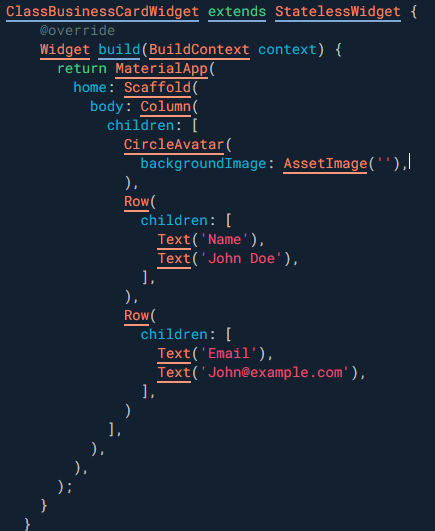 ClassBusinessCardWidget extends StatelessWidget {
@override
Widget build(BuildContext context) {
return MaterialApp(
home: Scaffold(
body: Column(
children: [
CircleAvatar(
backgroundImage: AssetImage(''),
),
Row(
children: [
Text('Name'),
Text('John Doe'),
],
),
Row(
children: [
Text('Email'),
Text('John@example.com'),
],
)
],
),
),
);
}
}